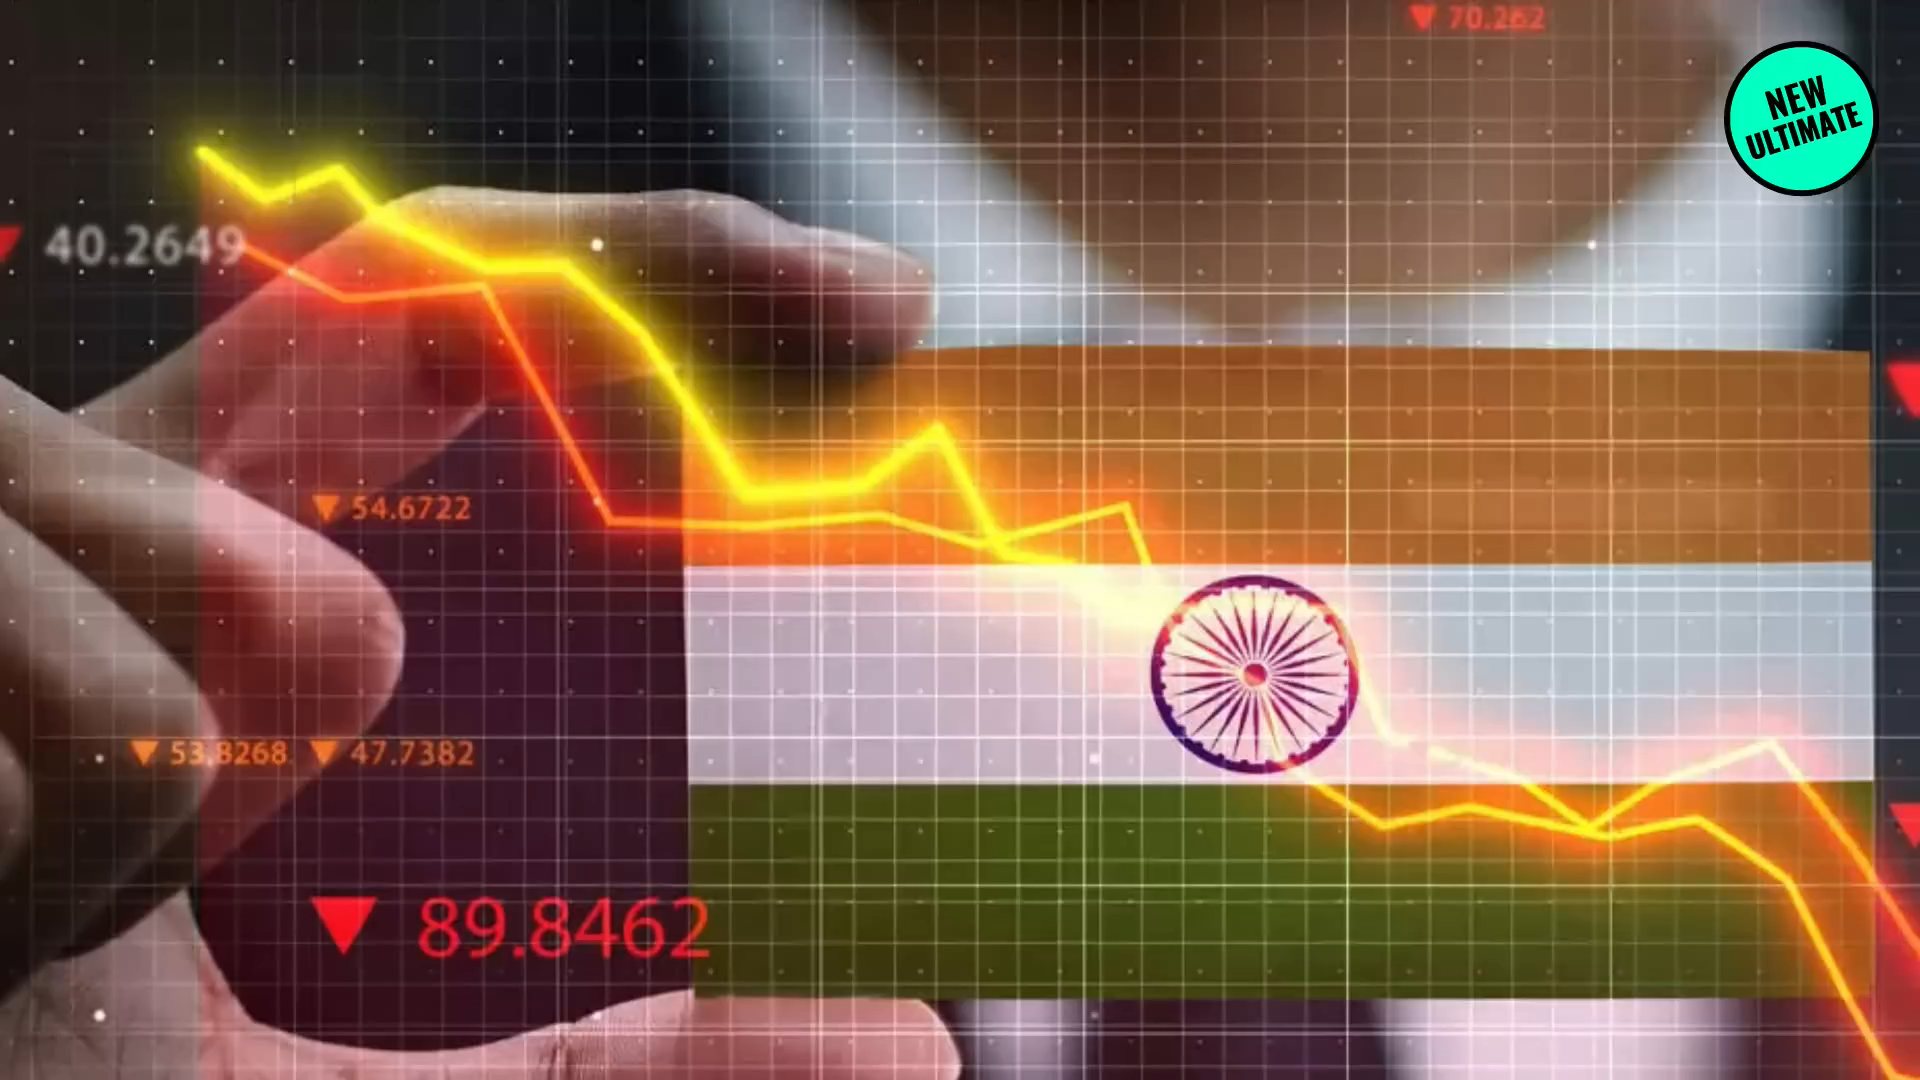 ▼ 70.262
NEW
ULTIMATE
▼ 40.2649
▼ 54.6722
▼ 53.8268 ▼ 47.7382
▼ 89.8462